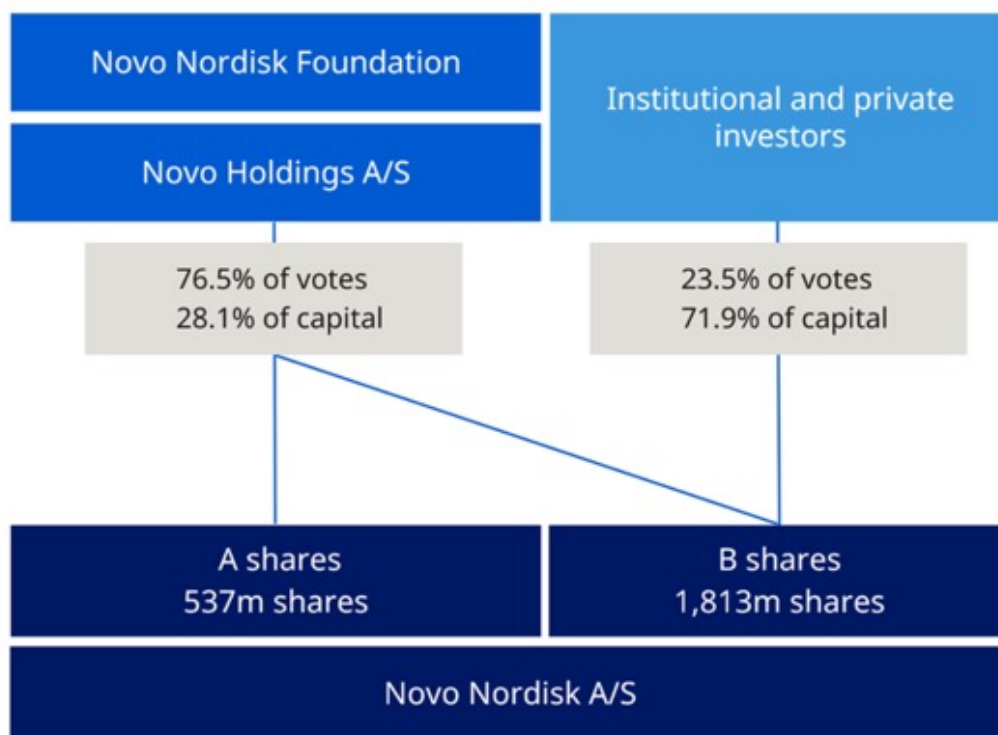 Novo Nordisk Foundation
Novo Holdings A/S
Institutional and private
investors
76.5% of votes
28.1% of capital
23.5% of votes
71.9% of capital
A shares
537m shares
B shares
1,813m shares
Novo Nordisk A/S